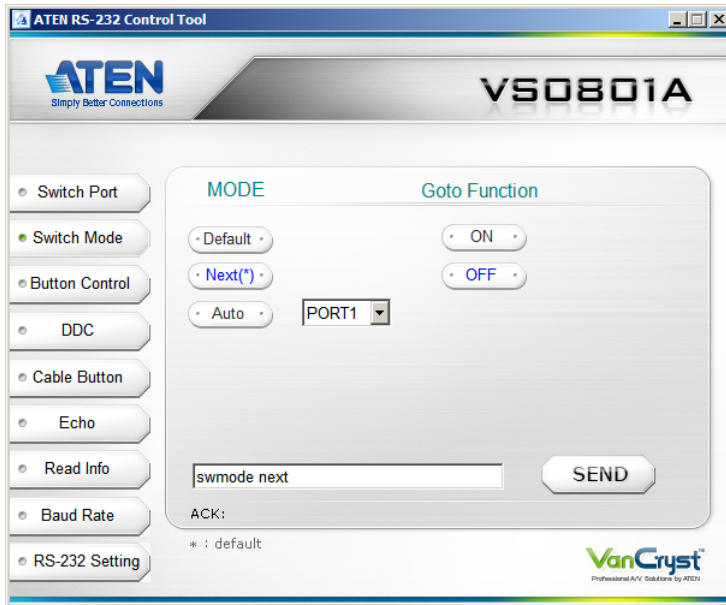 ATEN RS-232 Control Tool
ATEN
Simply Better Connections
VS0801A
Switch Port
Switch Mode
Button Control
DDC
Cable Button
Echo
Read Info
Baud Rate
RS-232 Setting
MODE
Goto Function
Default
ON
Next(*)
OFF
Auto
PORT1
swmode next
SEND
ACK:
* : default
VanCryst™
Professional A/V Solutions by ATEN